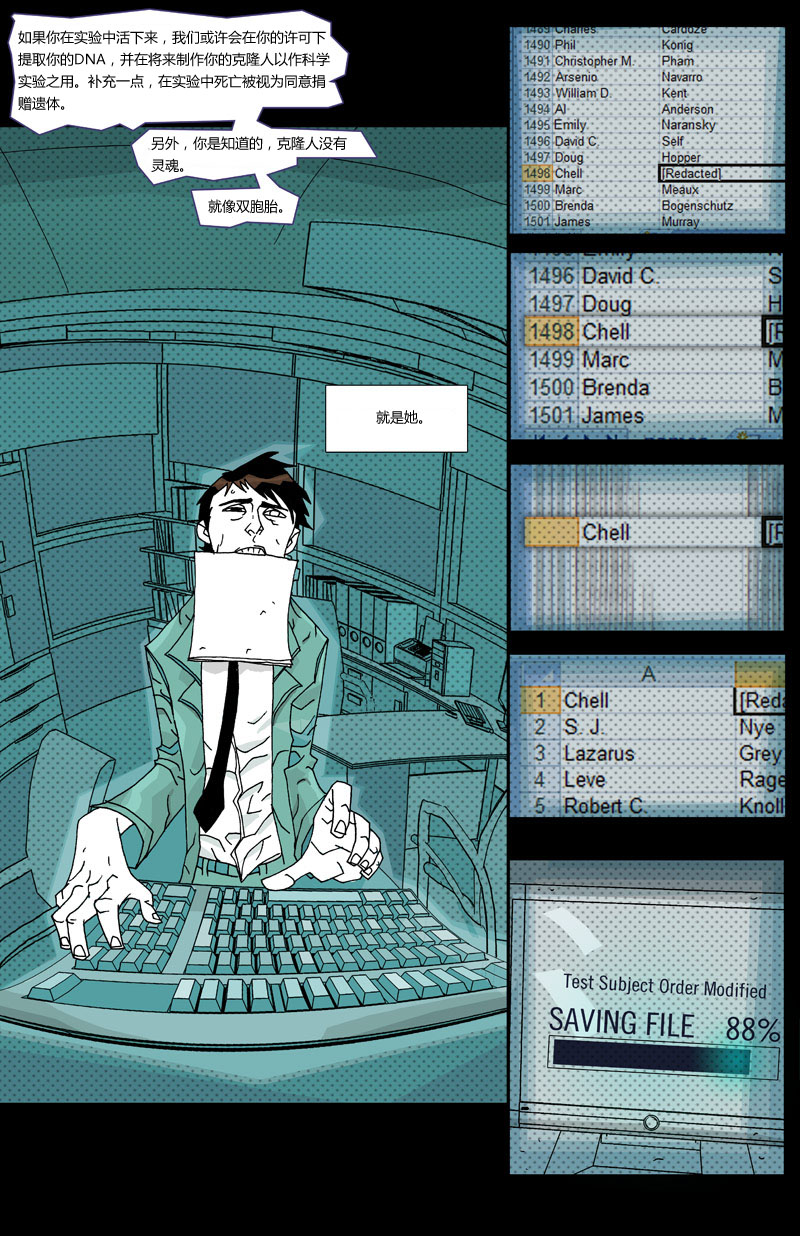 如果你在实验中活下来，我们或许会在你的许可下
提取你的DNA，并在将来制作你的克隆人以作科学
实验之用。补充一点，在实验中死亡被视为同意捐
赠遗体。
另外，你是知道的，克隆人没有
灵魂。
就像双胞胎。
就是她。
1489 Charles Cardoze
1490 Phil Konig
1491 Christopher M. Pham
1492 Arsenio Navarro
1493 William D. Kent
1494 Al Anderson
1495 Emily Naransky
1496 David C. Self
1497 Doug Hopper
1498 Chell [Redacted]
1499 Marc Meaux
1500 Brenda Bogenschutz
1501 James Murray
Emily
1496 David C. S
1497 Doug H
1498 Chell [R
1499 Marc M
1500 Brenda B
1501 James M
Chell [R
A
1 Chell [Reda
2 S. J. Nye
3 Lazarus Grey
4 Leve Rage
5 Robert C. Knoll
Test Subject Order Modified
SAVING FILE 88%